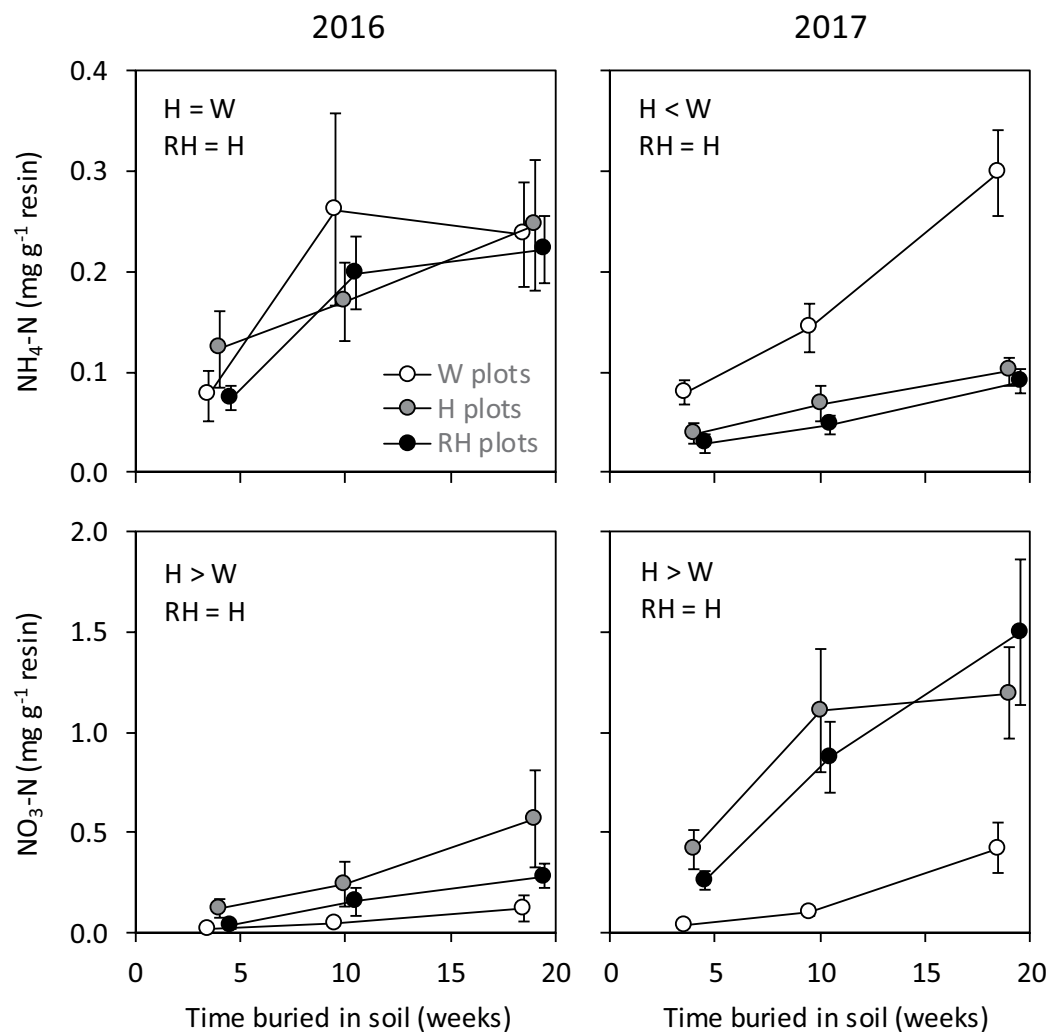 2016
2017
NH₄-N (mg g⁻¹ resin)
0.4
0.3
0.2
0.1
0.0
H = W
RH = H
W plots
H plots
RH plots
H < W
RH = H
NO₃-N (mg g⁻¹ resin)
2.0
1.5
1.0
0.5
0.0
H > W
RH = H
H > W
RH = H
0 5 10 15 20
0 5 10 15 20
Time buried in soil (weeks)
Time buried in soil (weeks)